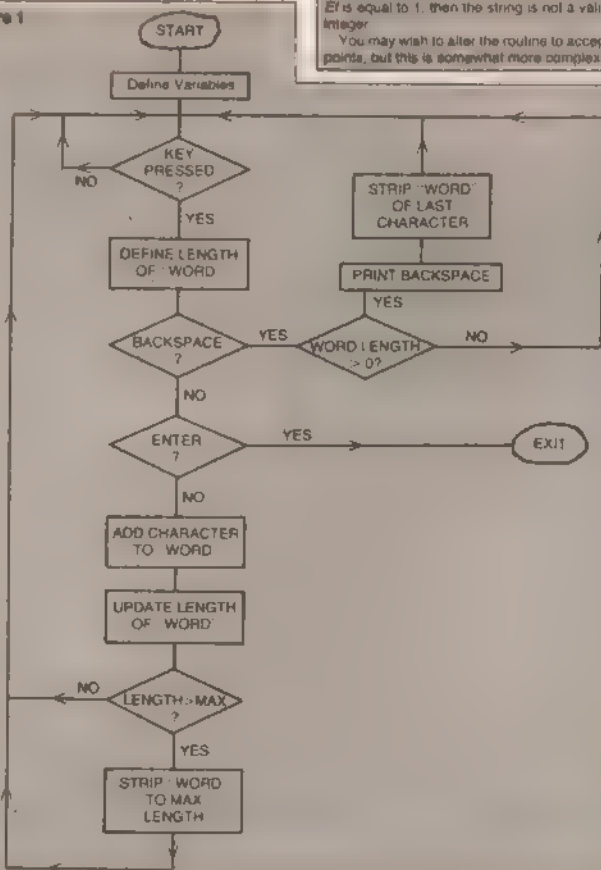 Ef is equal to 1, then the string is not a
integer
You may wish to alter the routine to
points, but this is somewhat more complex
1
START
Define Variables
KEY
PRESSED
?
NO
YES
DEFINE LENGTH
OF "WORD
BACKSPACE
?
YES
WORD LENGTH
> 0?
YES
NO
PRINT BACKSPACE
STRIP "WORD"
OF LAST
CHARACTER
NO
ENTER
?
YES
EXIT
NO
ADD CHARACTER
TO WORD
UPDATE LENGTH
OF WORD
LENGTH>MAX
?
NO
YES
STRIP WORD
TO MAX
LENGTH